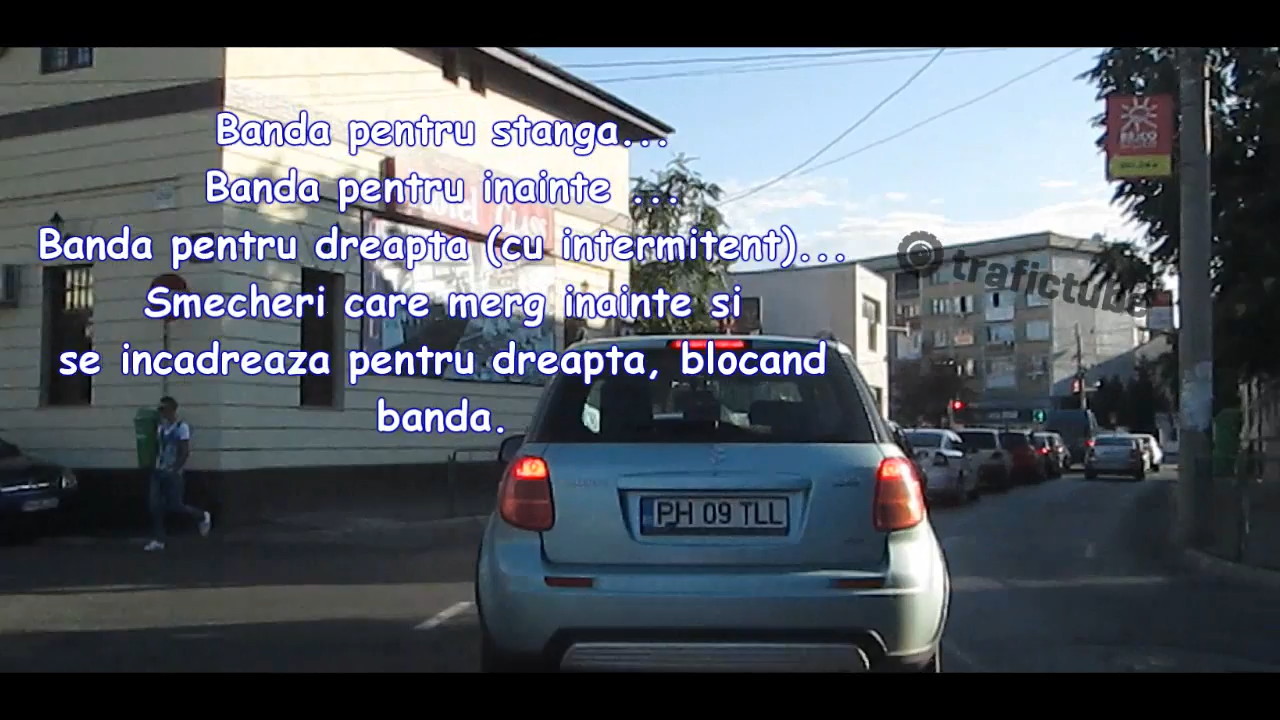 Banda pentru stanga...
Banda pentru inainte ...
Banda pentru dreapta (cu intermitent)...
Smecheri care merg inainte si
se incadreaza pentru dreapta, blocand
banda.
© trafictube
PH 09 TLL